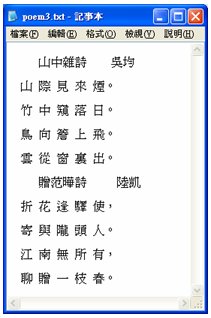 poem3.txt - 記事本
檔案(F) 編輯(E) 格式(O) 檢視(V) 說明(H)
山中雜詩 吳均
山際見來煙。
竹中窺落日。
鳥向簷上飛。
雲從窗裏出。
贈范曄詩 陸凱
折花逢驛使,
寄與隴頭人。
江南無所有,
聊贈一枝春。